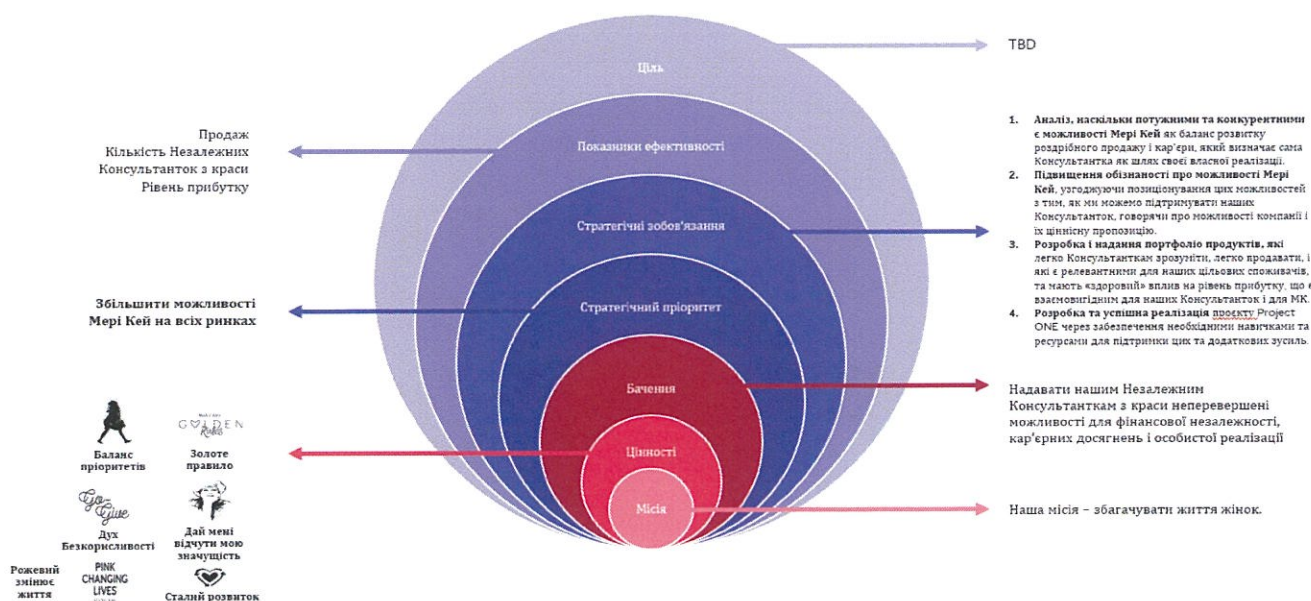 Ціль
TBD
Продаж
Кількість Незалежних
Консультанток з краси
Рівень прибутку
Показники ефективності
1. Аналіз, наскільки потужними та конкурентними
є можливості Мері Кей як баланс розвитку
роздрібного продажу і кар'єри, який визначає сама
Консультантка як шлях своєї власної реалізації.
2. Підвищення обізнаності про можливості Мері
Кей, узгоджуючи позиціонування цих можливостей
з тим, як ми можемо підтримувати наших
Консультанток, говорячи про можливості компанії і
їх ціннісну пропозицію.
3. Розробка і надання портфоліо продуктів, які
легко Консультанткам зрозуміти, легко продавати, і
які є релевантними для наших цільових споживачів,
та мають «здоровий» вплив на рівень прибутку, що є
взаємовигідним для наших Консультанток і для МК.
4. Розробка та успішна реалізація проєкту Project
ONE через забезпечення необхідними навичками та
ресурсами для підтримки цих та додаткових зусиль.
Стратегічні зобов'язання
Збільшити можливості
Мері Кей на всіх ринках
Стратегічний пріоритет
Бачення
Надавати нашим Незалежним
Консультанткам з краси неперевершені
можливості для фінансової незалежності,
кар'єрних досягнень і особистої реалізації
Цінності
Баланс
пріоритетів
GOLDEN
Rules
Золоте
правило
Go-
Give
Дух
Безкорисливості
Дай мені
відчути мою
значущість
Рожевий
змінює
життя
PINK
CHANGING
LIVES
Сталий розвиток
Місія
Наша місія – збагачувати життя жінок.